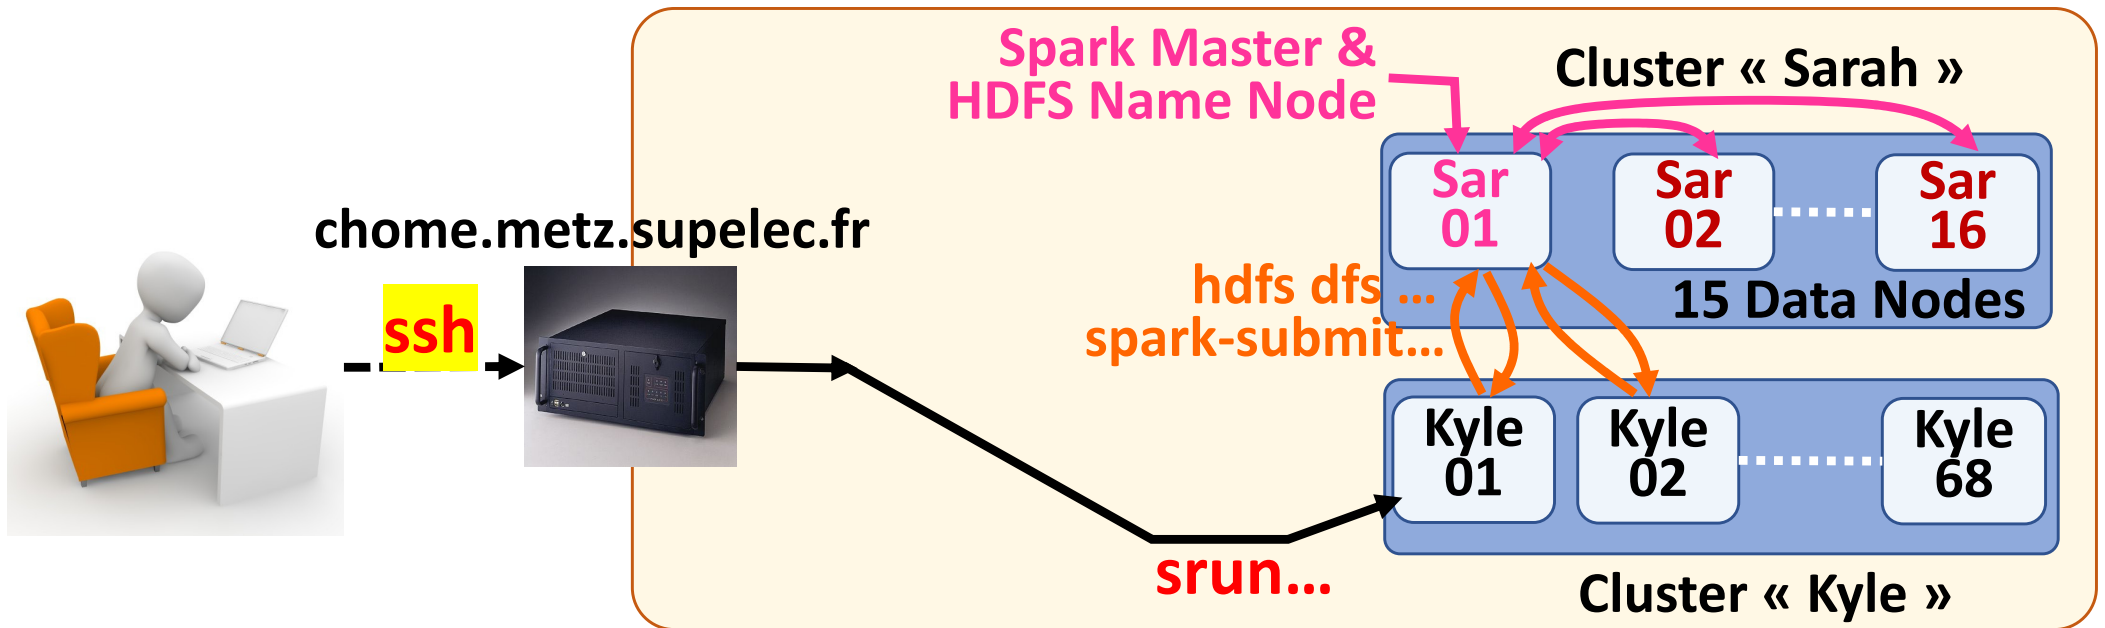 Spark Master &
HDFS Name Node
Cluster « Sarah »
Sar
01
Sar
02
Sar
16
15 Data Nodes
chome.metz.supelec.fr
ssh
hdfs dfs ...
spark-submit...
Kyle
01
Kyle
02
Kyle
68
srun...
Cluster « Kyle »